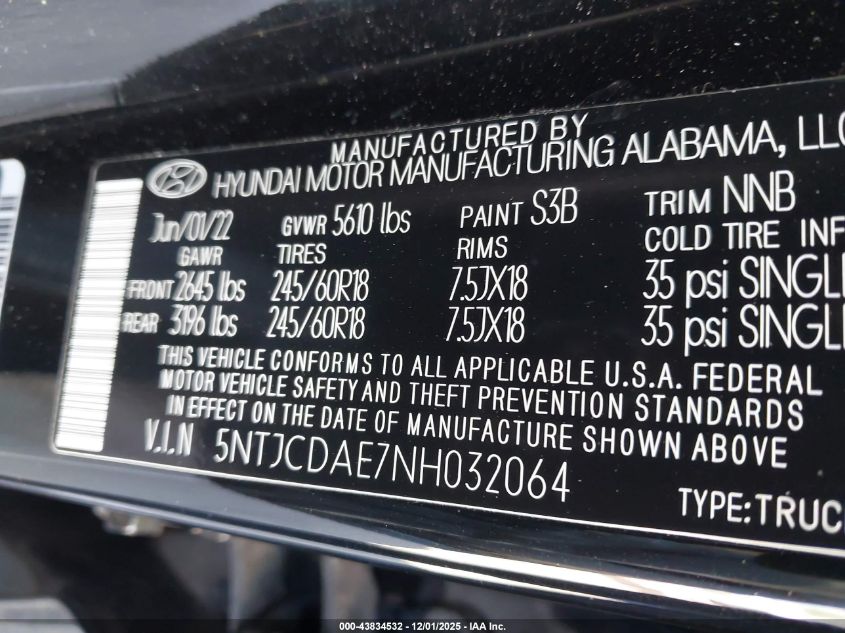 MANUFACTURED BY
HYUNDAI MOTOR MANUFACTURING ALABAMA, LLC
Jun/01/22 GVWR 5610 lbs PAINT S3B TRIM NNB
GAWR TIRES RIMS COLD TIRE INF
FRONT 2645 lbs 245/60R18 7.5JX18 35 psi SINGLE
REAR 3196 lbs 245/60R18 7.5JX18 35 psi SINGLE
THIS VEHICLE CONFORMS TO ALL APPLICABLE U.S.A. FEDERAL
MOTOR VEHICLE SAFETY AND THEFT PREVENTION STANDARDS
IN EFFECT ON THE DATE OF MANUFACTURE SHOWN ABOVE
V.I.N 5NTJCDAE7NH032064
TYPE:TRUC
000-43834532 - 12/01/2025 - IAA Inc.